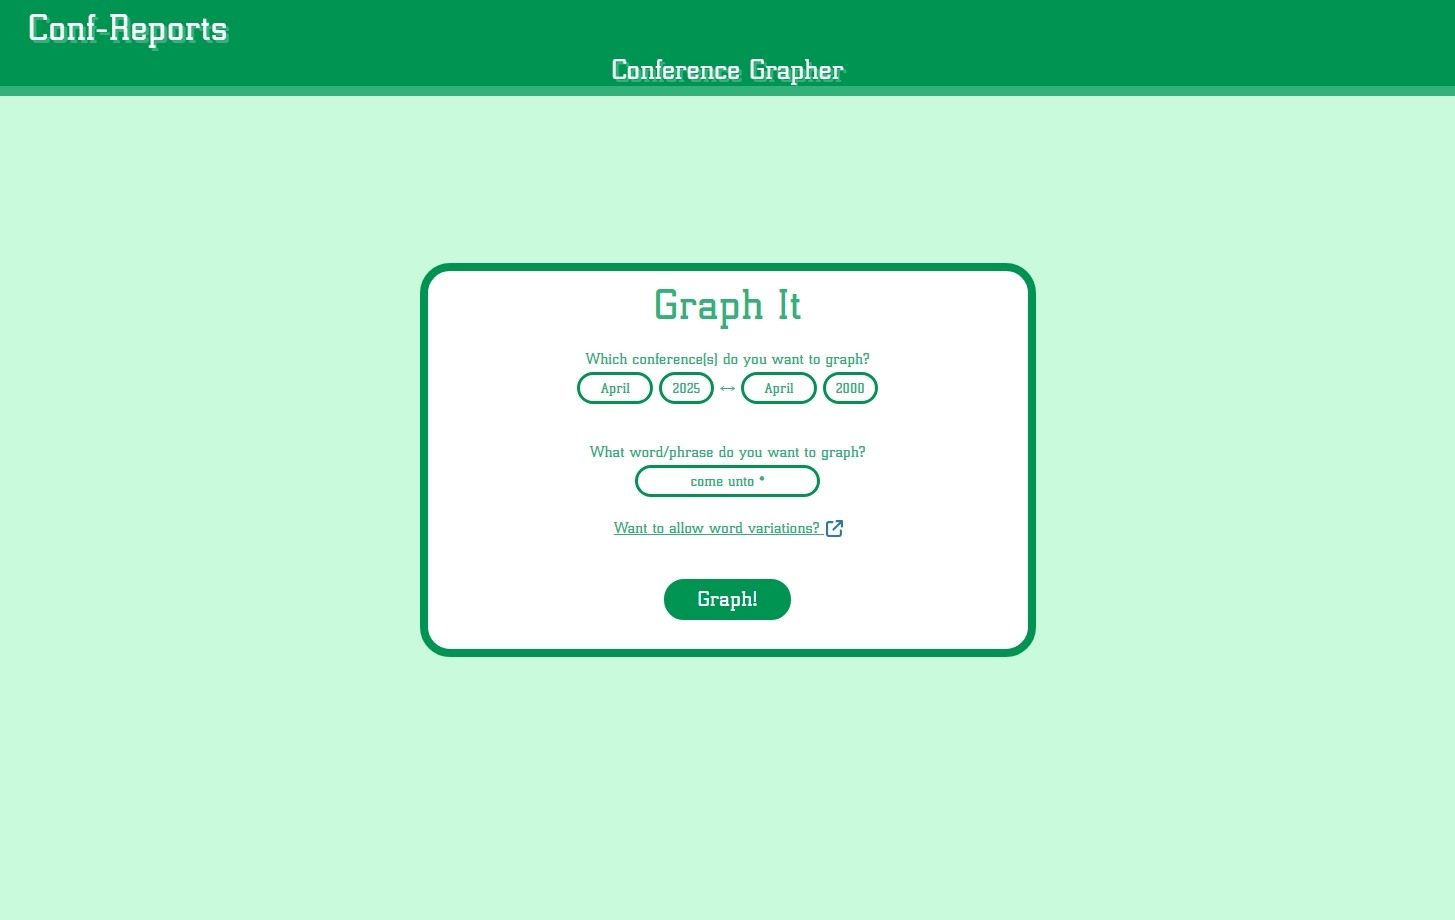 Conf-Reports
Conference Grapher
Graph It
Which conference(s) do you want to graph?
April 2025 ↔ April 2000
What word/phrase do you want to graph?
come unto *
Want to allow word variations?
Graph!